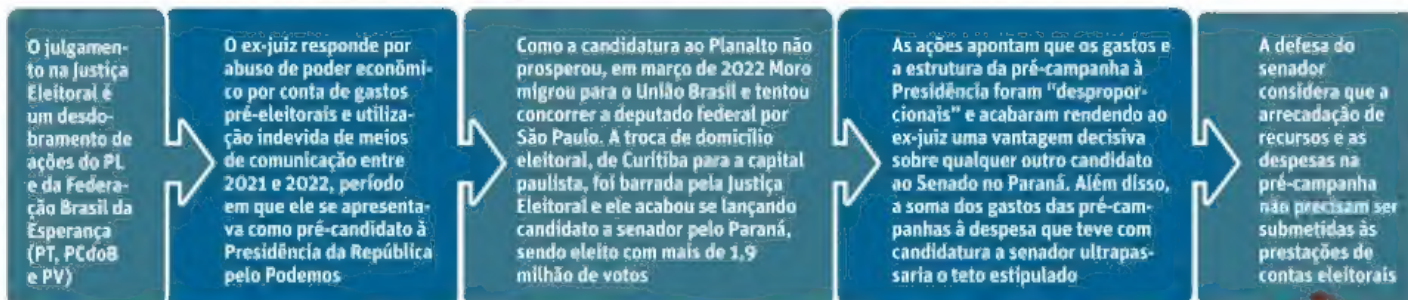 O julgamen-
to na Justiça
Eleitoral é
um desdo-
bramento de
ações do PL
e da Federa-
ção Brasil da
Esperança
(PT, PCdoB
e PV)
O ex-juiz responde por
abuso de poder econômi-
co por conta de gastos
pré-eleitorais e utiliza-
ção indevida de meios
de comunicação entre
2021 e 2022, período
em que ele se apresenta-
va como pré-candidato à
Presidência da República
pelo Podemos
Como a candidatura ao Planalto não
prosperou, em março de 2022 Moro
migrou para o União Brasil e tentou
concorrer a deputado federal por
São Paulo. A troca de domicílio
eleitoral, de Curitiba para a capital
paulista, foi barrada pela Justiça
Eleitoral e ele acabou se lançando
candidato a senador pelo Paraná,
sendo eleito com mais de 1,9
milhão de votos
As ações apontam que os gastos e
a estrutura da pré-campanha à
Presidência foram “despropor-
cionais” e acabaram rendendo ao
ex-juiz uma vantagem decisiva
sobre qualquer outro candidato
ao Senado no Paraná. Além disso,
a soma dos gastos das pré-cam-
panhas à despesa que teve com
candidatura a senador ultrapas-
saria o teto estipulado
A defesa do
senador
considera que a
arrecadação de
recursos e as
despesas na
pré-campanha
não precisam ser
submetidas às
prestações de
contas eleitorais